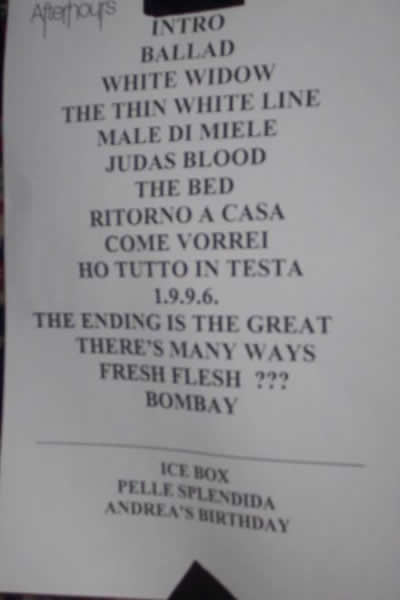 Afterhours
INTRO
BALLAD
WHITE WIDOW
THE THIN WHITE LINE
MALE DI MIELE
JUDAS BLOOD
THE BED
RITORNO A CASA
COME VORREI
HO TUTTO IN TESTA
1.9.9.6.
THE ENDING IS THE GREAT
THERE'S MANY WAYS
FRESH FLESH ???
BOMBAY
ICE BOX
PELLE SPLENDIDA
ANDREA'S BIRTHDAY